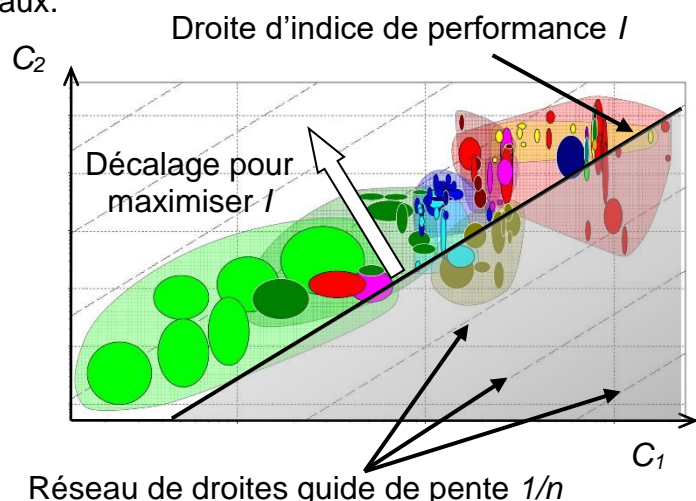 aux.
Droite d’indice de performance I
C2
Décalage pour
maximiser I
C1
Réseau de droites guide de pente 1/n